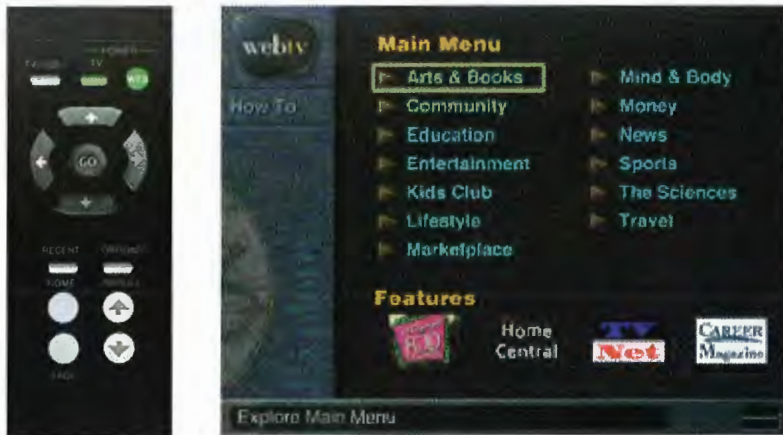 POWER
TV
WEB
GO
RECENT OPTIONS
HOME
BACK
webtv
How To
Main Menu
Arts & Books
Community
Education
Entertainment
Kids Club
Lifestyle
Marketplace
Mind & Body
Money
News
Sports
The Sciences
Travel
Features
Home
Central
TV
Net
CAREER
Magazine
Explore Main Menu